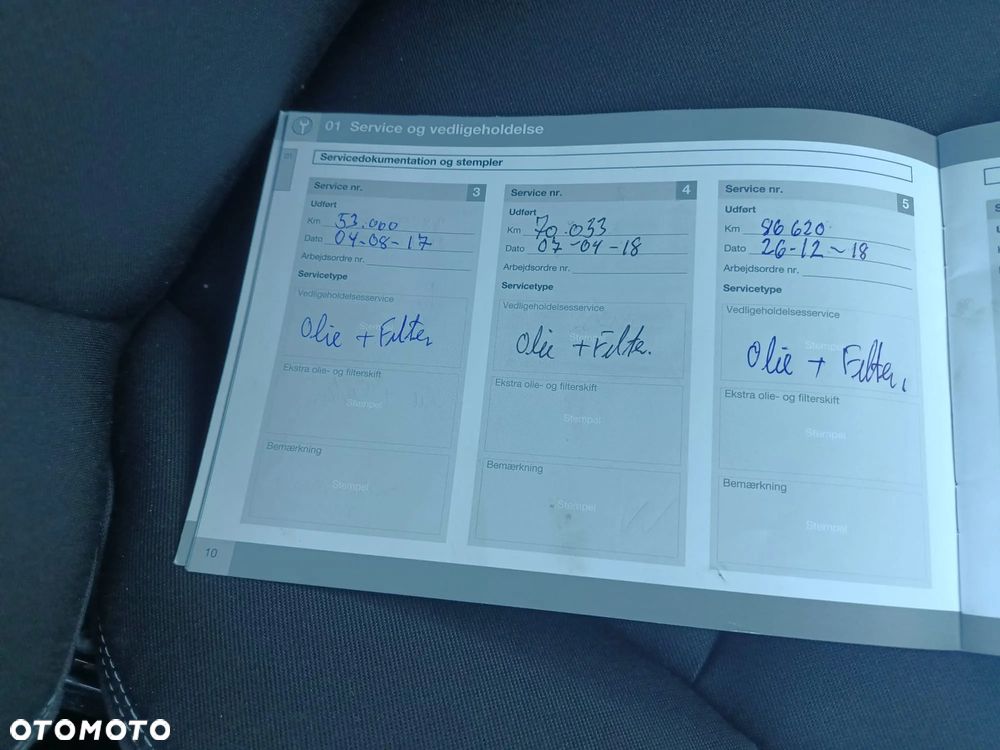 01 Service og vedligeholdelse
01
Servicedokumentation og stempler
Service nr. 3
Udført
Km 53.000
Dato 04-08-17
Arbejdsordre nr.
Servicetype
Vedligeholdelsesservice
Olie + Filter
Ekstra olie- og filterskift
Stempel
Bemærkning
Stempel
Service nr. 4
Udført
Km 70.033
Dato 07-04-18
Arbejdsordre nr.
Servicetype
Vedligeholdelsesservice
Olie + Filter.
Ekstra olie- og filterskift
Stempel
Bemærkning
Stempel
Service nr. 5
Udført
Km 86620
Dato 26-12-18
Arbejdsordre nr.
Servicetype
Vedligeholdelsesservice
Stempel
Olie + Filter.
Ekstra olie- og filterskift
Stempel
Bemærkning
Stempel
10
OTOMOTO